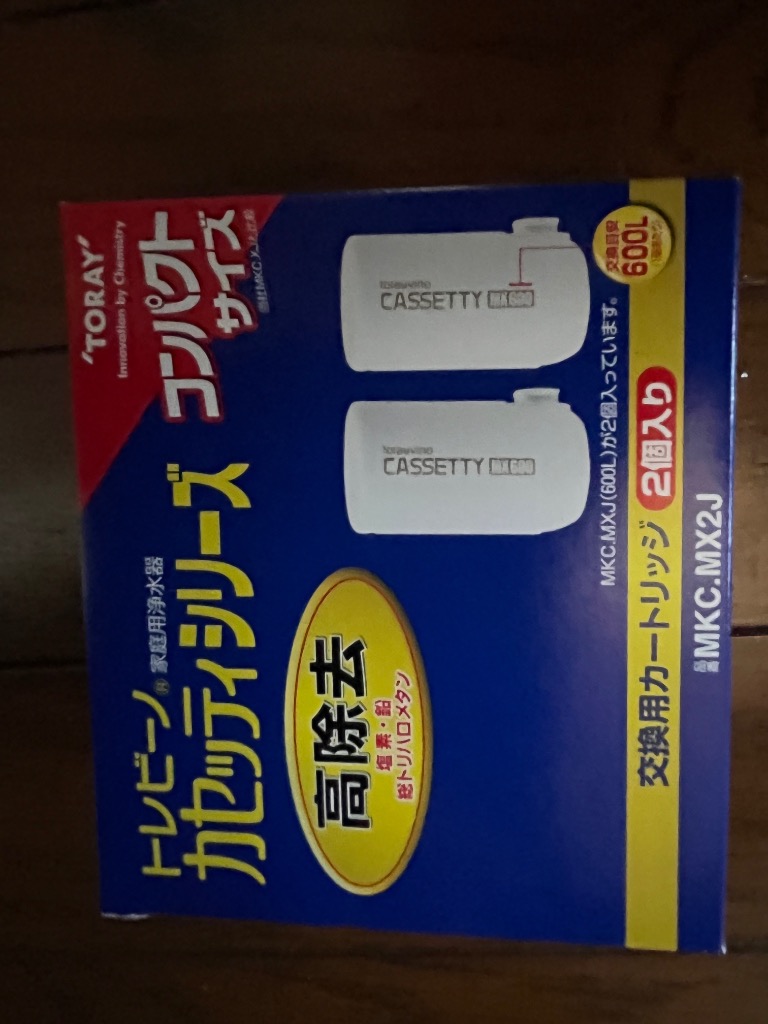 'TORAY'
Innovation by Chemistry
コンパクト
サイズ
トレビーノ
® 家庭用浄水器
カセッティシリーズ
高除去
塩素・鉛
総トリハロメタン
CASSETTY MX600
CASSETTY MX600
交換目安
600L
MKC.MXJ(600L)が2個入っています。
交換用カートリッジ 2個入り
品番 MKC.MX2J